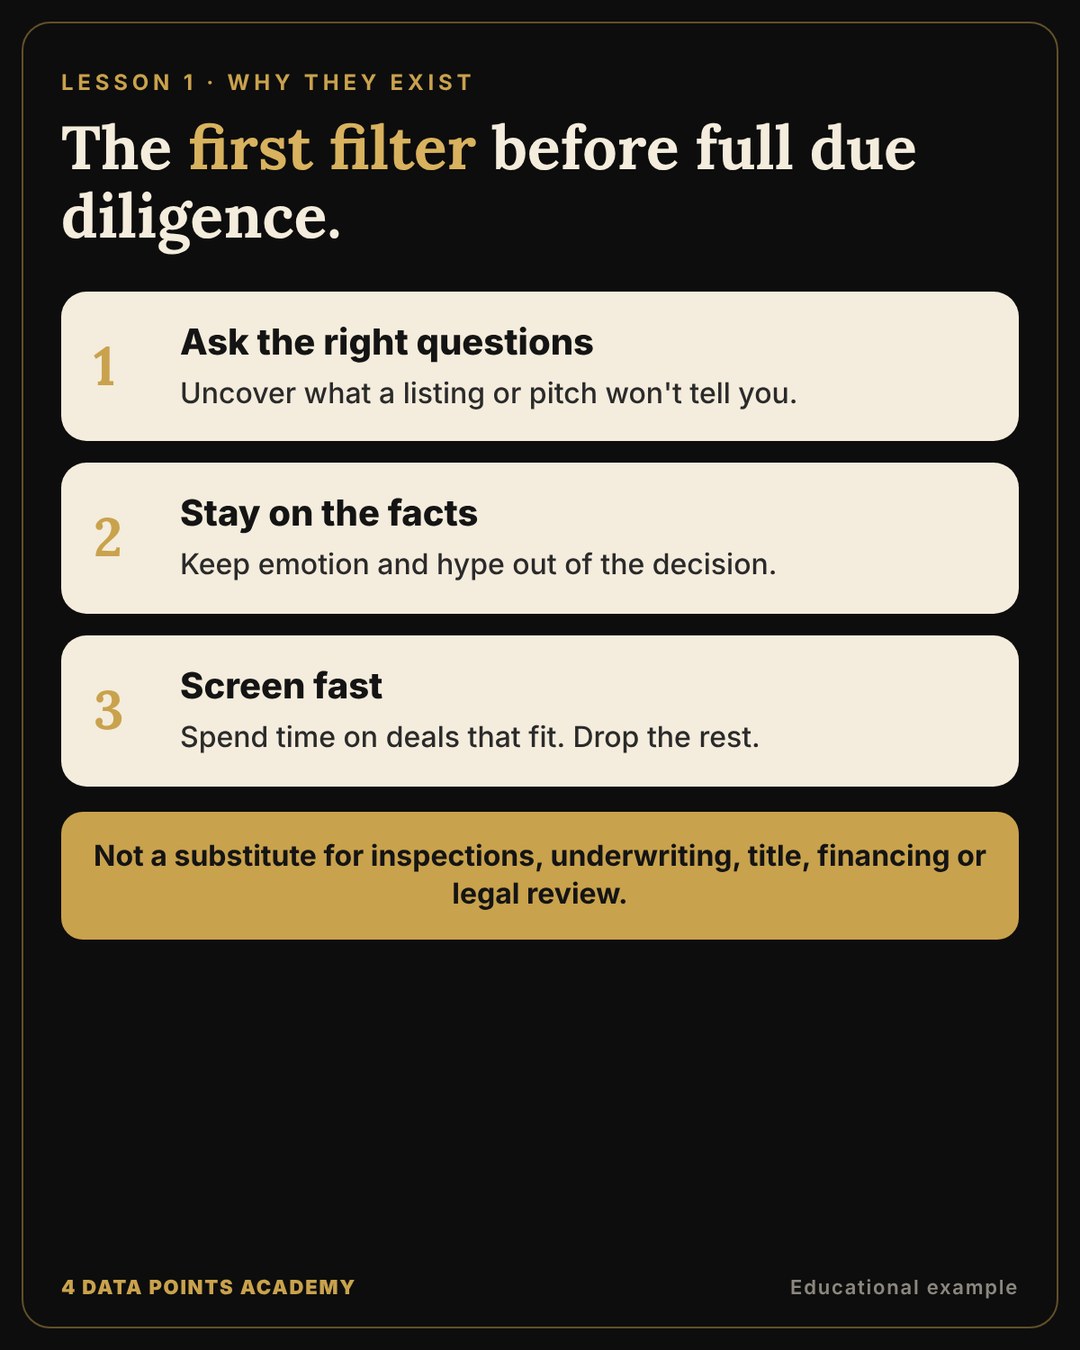 LESSON 1 · WHY THEY EXIST
The first filter before full due
diligence.
1
Ask the right questions
Uncover what a listing or pitch won't tell you.
2
Stay on the facts
Keep emotion and hype out of the decision.
3
Screen fast
Spend time on deals that fit. Drop the rest.
Not a substitute for inspections, underwriting, title, financing or
legal review.
4 DATA POINTS ACADEMY
Educational example